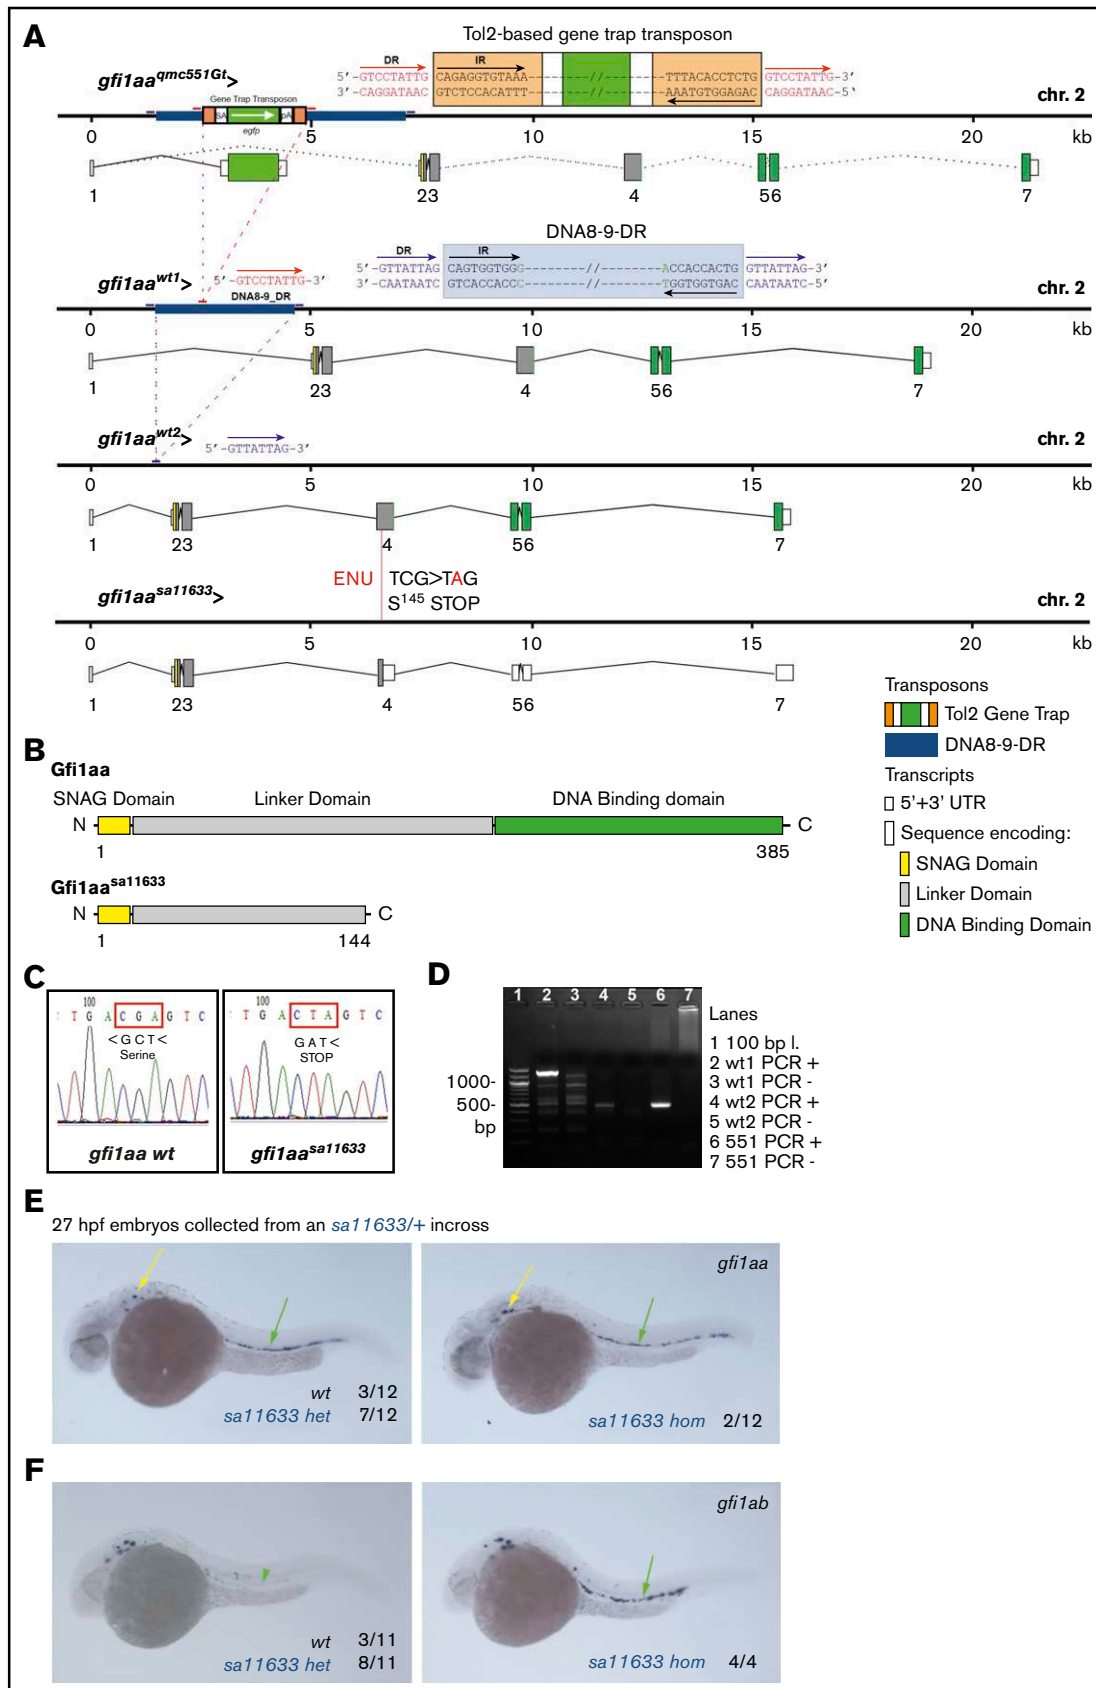 A
Tol2-based gene trap transposon
gfi1aa^qmc551Gt>
DR
IR
5'-GTCCTATTG CAGAGGTGTAAA------//-----TTTACACCTCTG GTCCTATTG-3'
3'-CAGGATAAC GTCTCCACATTT------//-----AAATGTGGAGAC CAGGATAAC-5'
Gene Trap Transposon
SA
pA
egfp
chr. 2
0 5 10 15 20 kb
1 23 4 56 7
DNA8-9-DR
gfi1aa^wt1>
5'-GTCCTATTG-3'
DNA8-9_DR
DR
IR
5'-GTTATTAG CAGTGGTGGG-------//-------ACCACCACTG GTTATTAG-3'
3'-CAATAATC GTCACCACCC-------//-------TGGTGGTGAC CAATAATC-5'
chr. 2
0 5 10 15 20 kb
1 23 4 56 7
gfi1aa^wt2>
5'-GTTATTAG-3'
chr. 2
0 5 10 15 20 kb
1 23 4 56 7
ENU TCG>TAG
S^145 STOP
gfi1aa^sa11633>
chr. 2
0 5 10 15 20 kb
1 23 4 56 7
Transposons
Tol2 Gene Trap
DNA8-9-DR
Transcripts
5'+3' UTR
Sequence encoding:
SNAG Domain
Linker Domain
DNA Binding Domain
B
Gfi1aa
SNAG Domain Linker Domain DNA Binding domain
N C
1 385
Gfi1aa^sa11633
N C
1 144
C
100
T G A C G A G T C
<G C T<
Serine
gfi1aa wt
100
T G A C T A G T C
G A T<
STOP
gfi1aa^sa11633
D
1 2 3 4 5 6 7
1000-
500-
bp
Lanes
1 100 bp l.
2 wt1 PCR +
3 wt1 PCR -
4 wt2 PCR +
5 wt2 PCR -
6 551 PCR +
7 551 PCR -
E
27 hpf embryos collected from an sa11633/+ incross
wt 3/12
sa11633 het 7/12
gfi1aa
sa11633 hom 2/12
F
wt 3/11
sa11633 het 8/11
gfi1ab
sa11633 hom 4/4